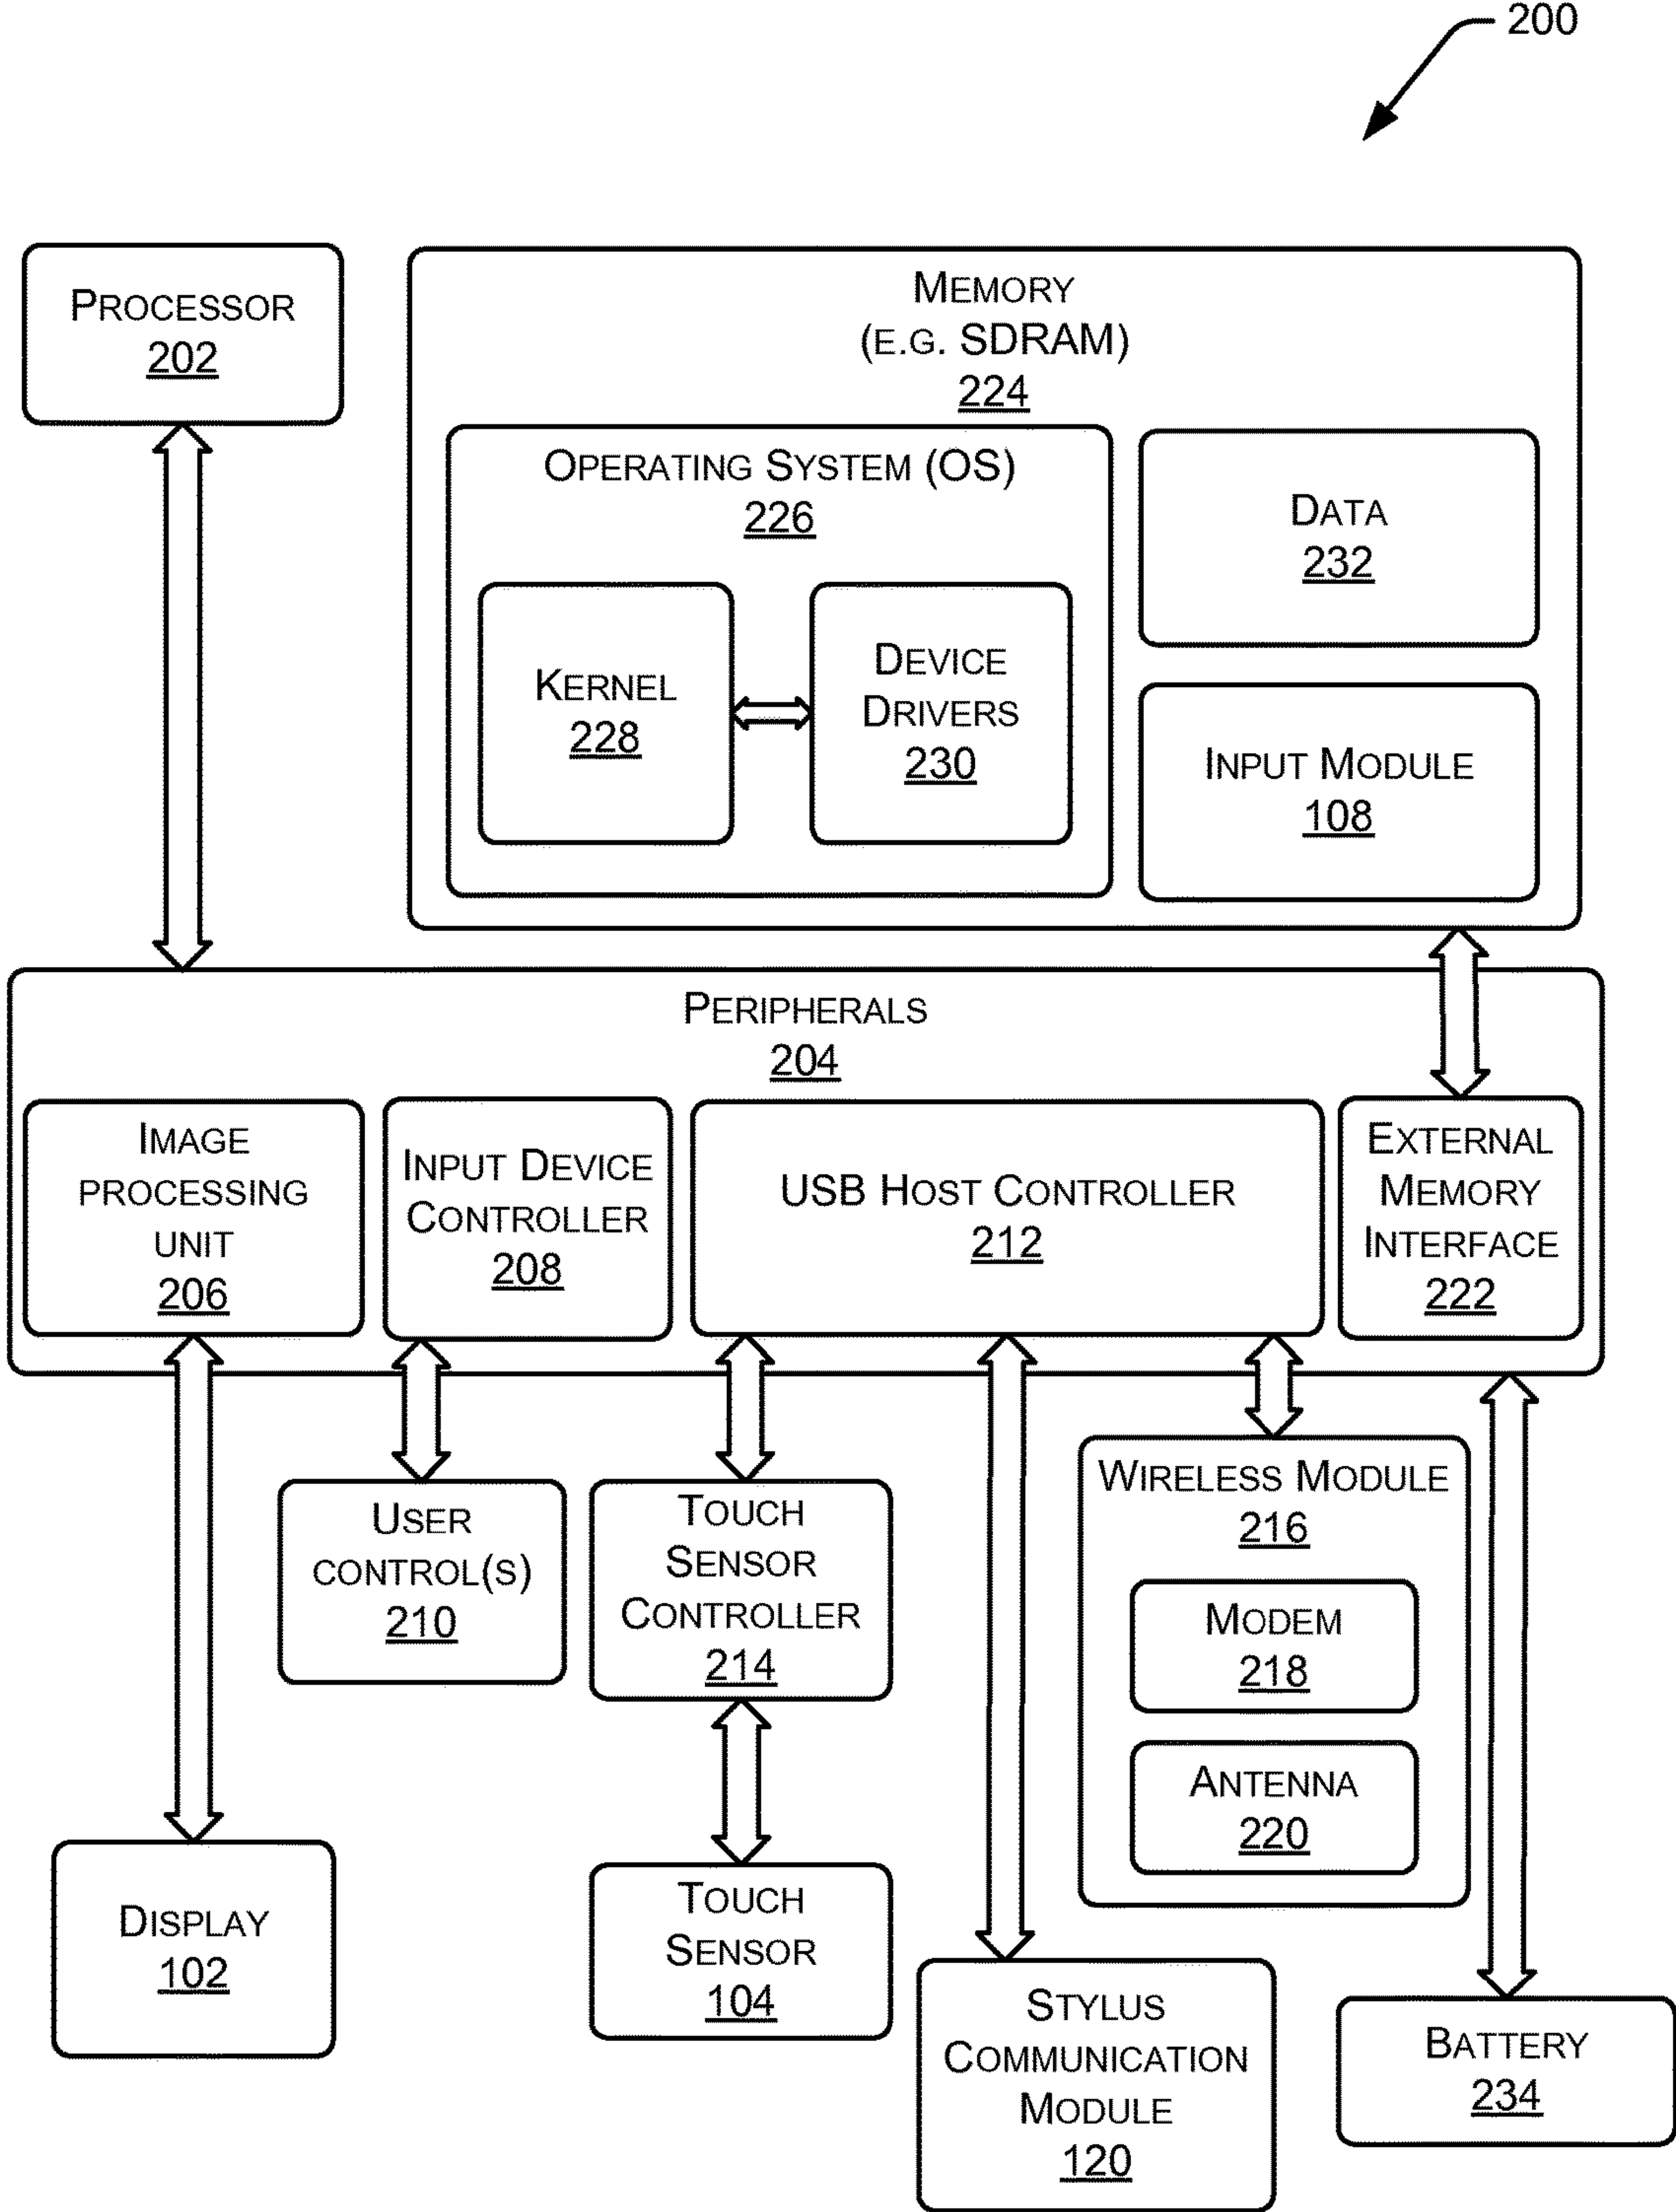 200
PROCESSOR
202
MEMORY
(E.G. SDRAM)
224
OPERATING SYSTEM (OS)
226
KERNEL
228
DEVICE
DRIVERS
230
DATA
232
INPUT MODULE
108
PERIPHERALS
204
IMAGE
PROCESSING
UNIT
206
INPUT DEVICE
CONTROLLER
208
USB HOST CONTROLLER
212
EXTERNAL
MEMORY
INTERFACE
222
USER
CONTROL(S)
210
TOUCH
SENSOR
CONTROLLER
214
WIRELESS MODULE
216
MODEM
218
ANTENNA
220
DISPLAY
102
TOUCH
SENSOR
104
STYLUS
COMMUNICATION
MODULE
120
BATTERY
234